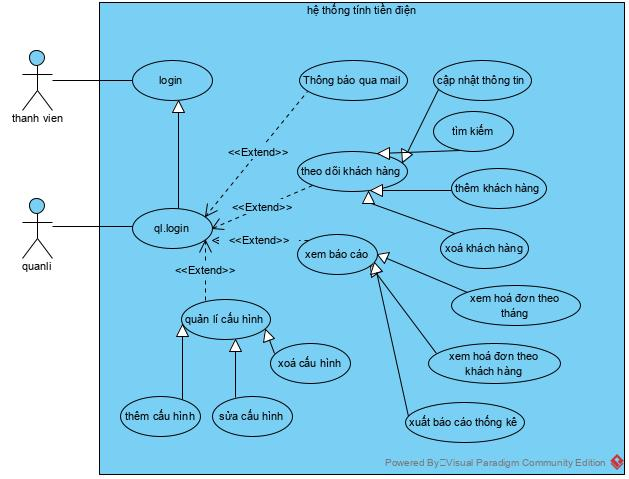 hệ thống tính tiền điện
login
Thông báo qua mail
cập nhật thông tin
thanh vien
tìm kiếm
<<Extend>>
theo dõi khách hàng
thêm khách hàng
<<Extend>>
ql.login
<<Extend>>
xoá khách hàng
quanli
xem báo cáo
<<Extend>>
xem hoá đơn theo
tháng
quản lí cấu hình
xoá cấu hình
xem hoá đơn theo
khách hàng
thêm cấu hình
sửa cấu hình
xuất báo cáo thống kê
Powered By Visual Paradigm Community Edition